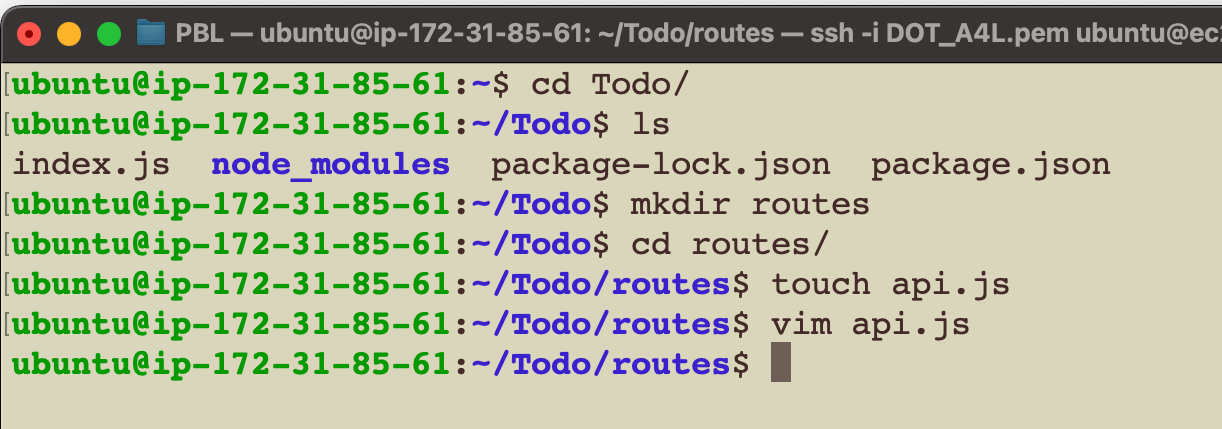 PBL — ubuntu@ip-172-31-85-61: ~/Todo/routes — ssh -i DOT_A4L.pem ubuntu@ec
ubuntu@ip-172-31-85-61:~$ cd Todo/
ubuntu@ip-172-31-85-61:~/Todo$ ls
index.js  node_modules  package-lock.json  package.json
ubuntu@ip-172-31-85-61:~/Todo$ mkdir routes
ubuntu@ip-172-31-85-61:~/Todo$ cd routes/
ubuntu@ip-172-31-85-61:~/Todo/routes$ touch api.js
ubuntu@ip-172-31-85-61:~/Todo/routes$ vim api.js
ubuntu@ip-172-31-85-61:~/Todo/routes$